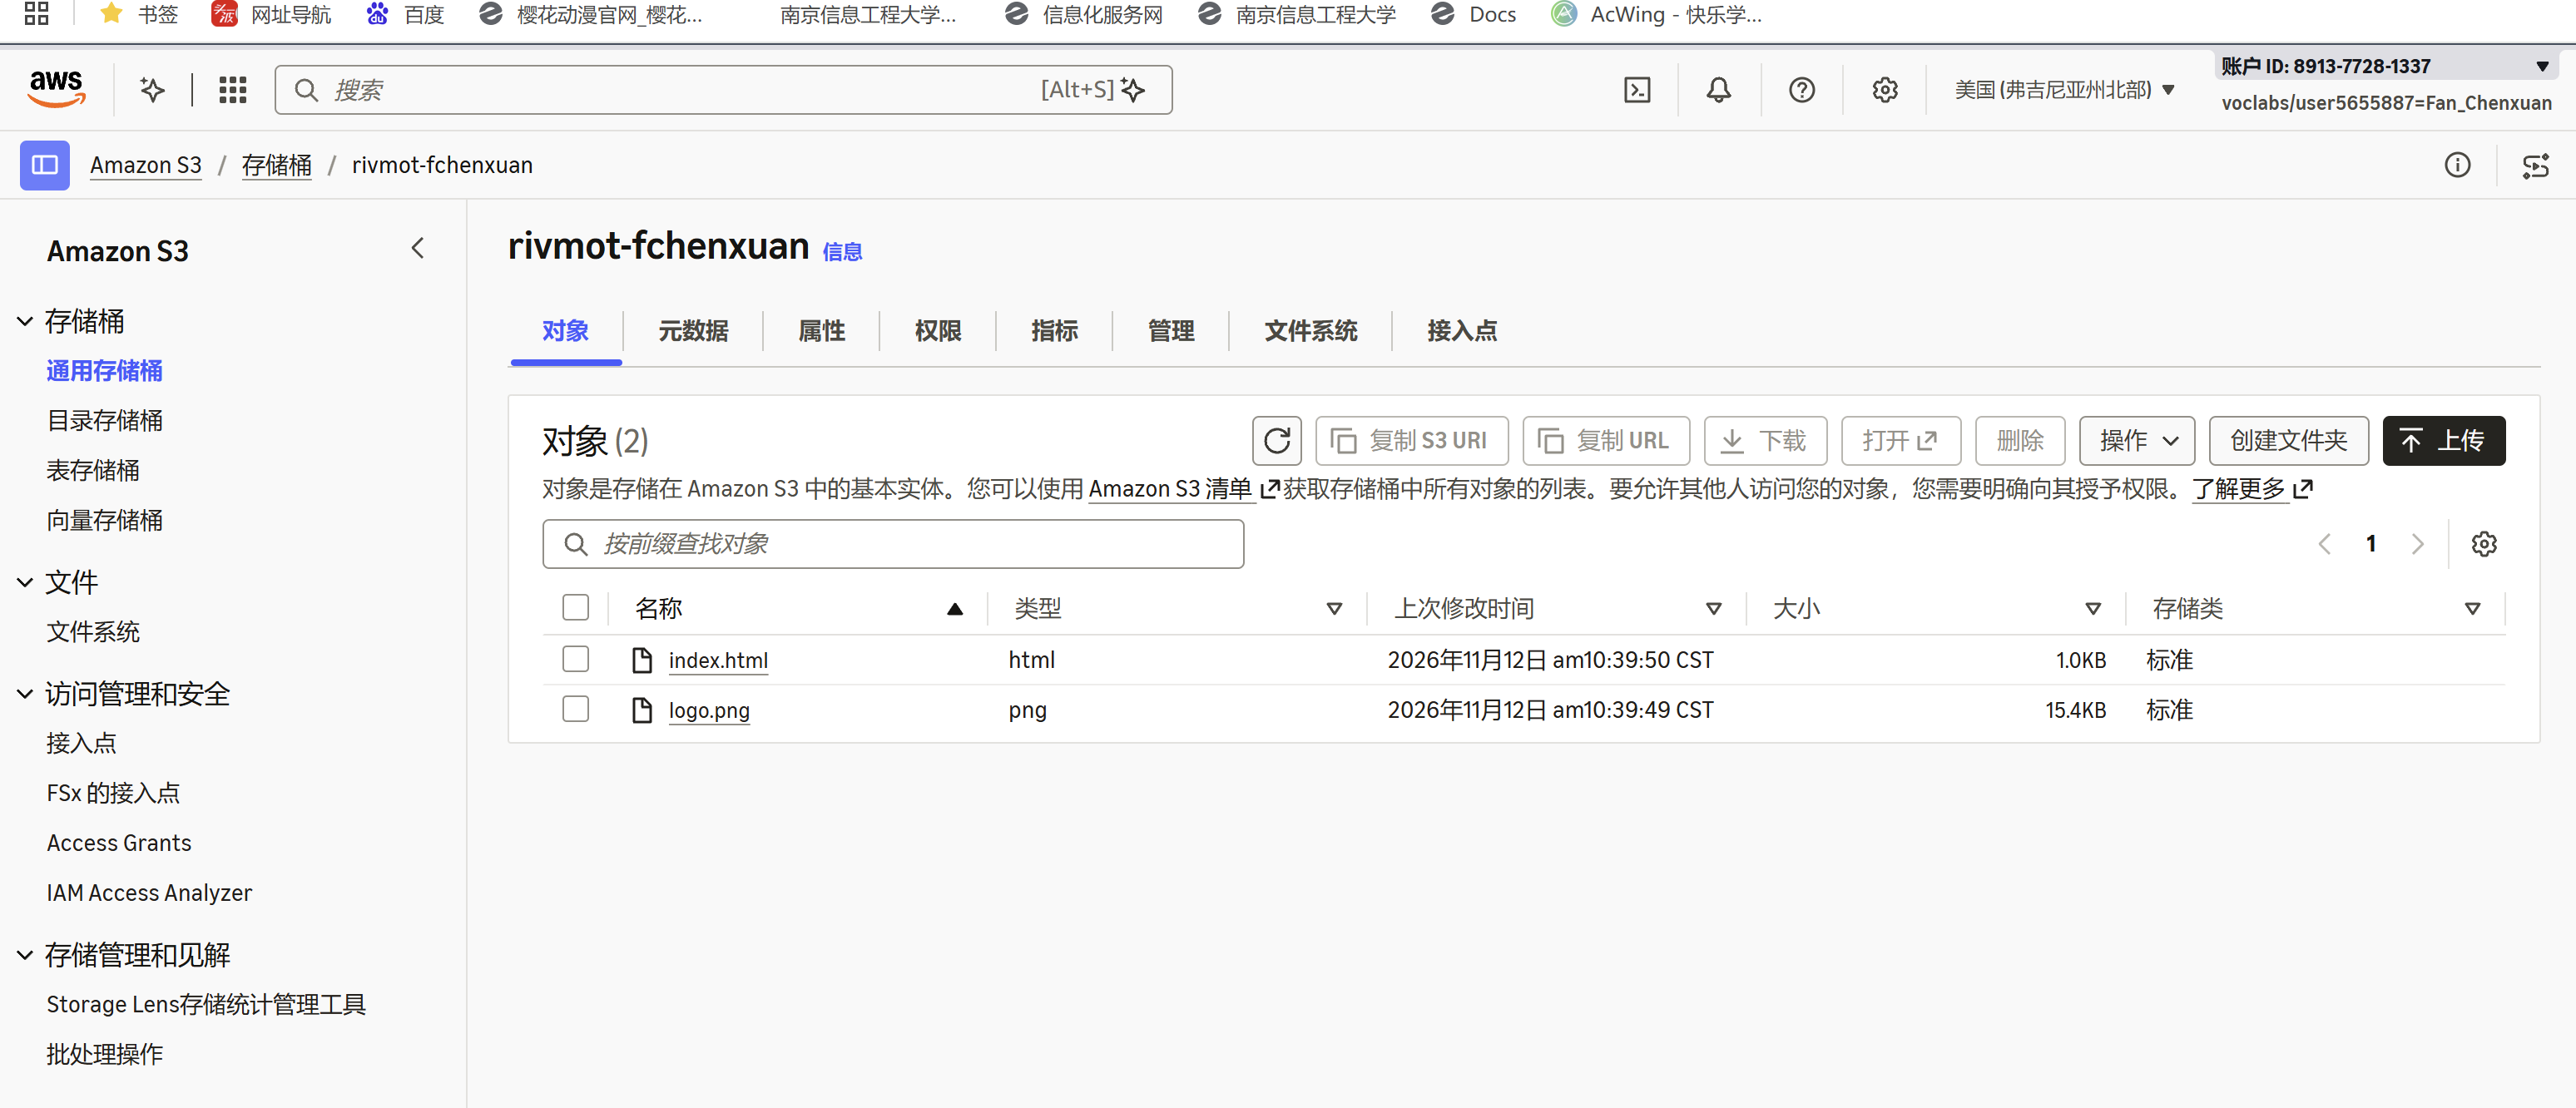 书签 网址导航 百度 樱花动漫官网_樱花... 南京信息工程大学... 信息化服务网 南京信息工程大学 Docs AcWing - 快乐学...
aws 搜索 [Alt+S] 美国 (弗吉尼亚州北部) 账户 ID: 8913-7728-1337
voclabs/user5655887=Fan_Chenxuan
Amazon S3 / 存储桶 / rivmot-fchenxuan
Amazon S3
存储桶
通用存储桶
目录存储桶
表存储桶
向量存储桶
文件
文件系统
访问管理和安全
接入点
FSx 的接入点
Access Grants
IAM Access Analyzer
存储管理和见解
Storage Lens存储统计管理工具
批处理操作
rivmot-fchenxuan 信息
对象 元数据 属性 权限 指标 管理 文件系统 接入点
对象 (2) 复制 S3 URI 复制 URL 下载 打开 删除 操作 创建文件夹 上传
对象是存储在 Amazon S3 中的基本实体。您可以使用 Amazon S3 清单 获取存储桶中所有对象的列表。要允许其他人访问您的对象，您需要明确向其授予权限。了解更多
按前缀查找对象 1
名称 类型 上次修改时间 大小 存储类
index.html html 2026年11月12日 am10:39:50 CST 1.0KB 标准
logo.png png 2026年11月12日 am10:39:49 CST 15.4KB 标准